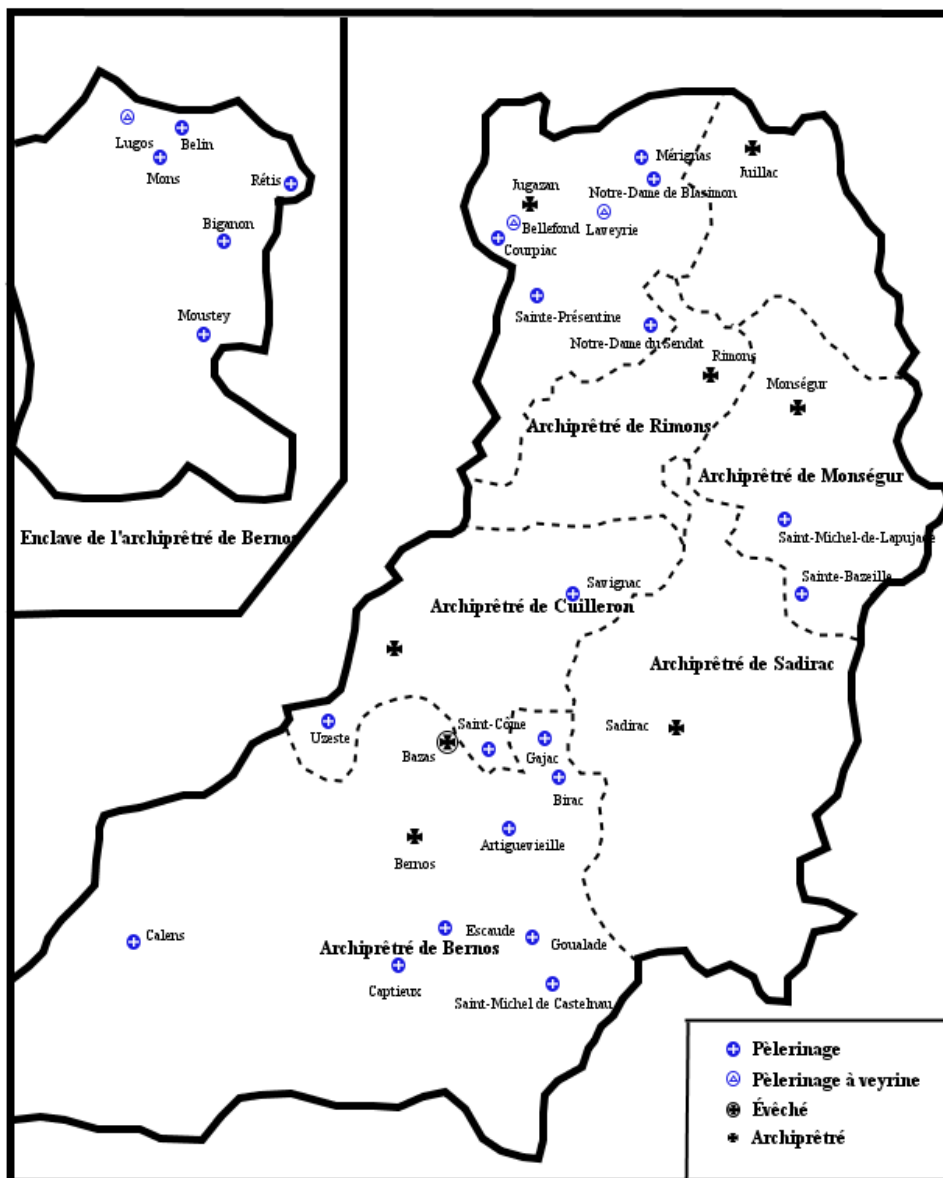 Lugos
Belin
Mons
Rétis
Biganon
Moustey
Enclave de l'archiprêtré de Bernos
Mérignas
Juillac
Notre-Dame de Blasimon
Jugazan
Bellefond
Laveyrie
Courpiac
Sainte-Présentine
Notre-Dame du Sendat
Rimons
Monségur
Archiprêtré de Rimons
Archiprêtré de Monségur
Saint-Michel-de-Lapujade
Savignac
Sainte-Bazeille
Archiprêtré de Cuilleron
Archiprêtré de Sadirac
Uzeste
Saint-Côme
Sadirac
Bazas
Gajac
Birac
Artiguevieille
Bernos
Calens
Escaude
Goualade
Archiprêtré de Bernos
Captieux
Saint-Michel de Castelnau
Pèlerinage
Pèlerinage à veyrine
Évêché
Archiprêtré